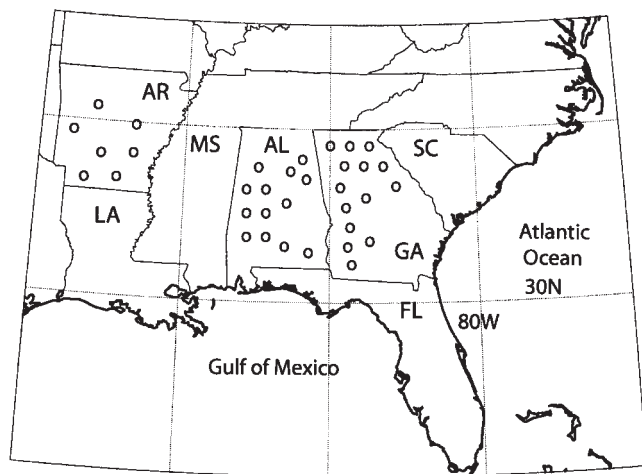 AR
MS
AL
SC
LA
GA
Atlantic
Ocean
30N
FL
80W
Gulf of Mexico